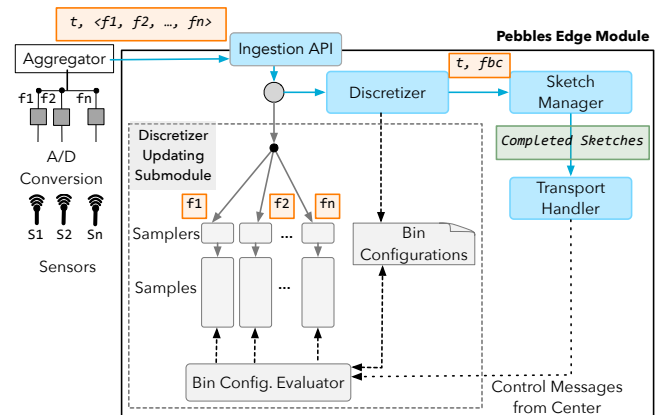 t, <f1, f2, …, fn>
Pebbles Edge Module
Ingestion API
Aggregator
t, fbc
f1 f2 fn
Discretizer
Sketch
Manager
Discretizer
Updating
Submodule
Completed Sketches
A/D
Conversion
Transport
Handler
f1 f2 fn
S1 S2 Sn
Samplers
...
Bin
Configurations
Sensors
Samples
...
Bin Config. Evaluator
Control Messages
from Center